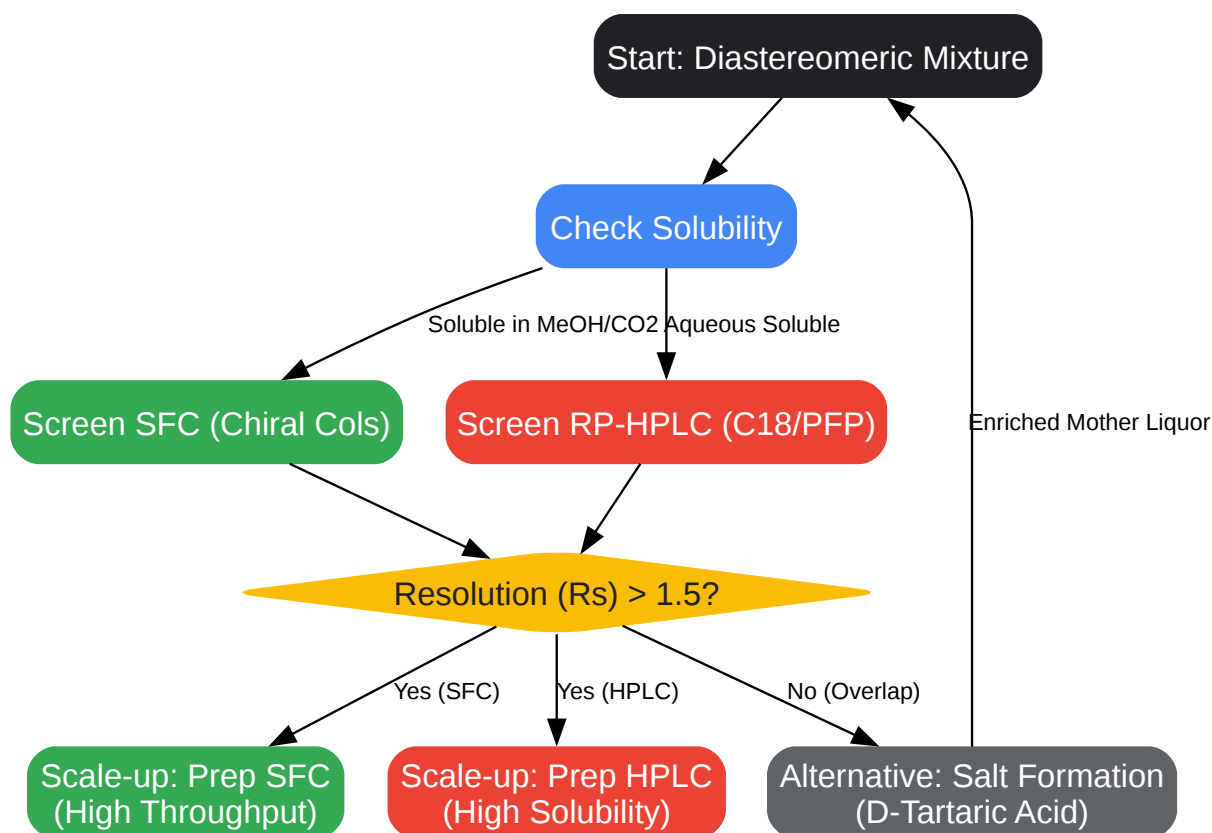 Start: Diastereomeric Mixture
Check Solubility
Soluble in MeOH/CO2
Aqueous Soluble
Screen SFC (Chiral Cols)
Screen RP-HPLC (C18/PFP)
Enriched Mother Liquor
Resolution (Rs) > 1.5?
Yes (SFC)
Yes (HPLC)
No (Overlap)
Scale-up: Prep SFC
(High Throughput)
Scale-up: Prep HPLC
(High Solubility)
Alternative: Salt Formation
(D-Tartaric Acid)